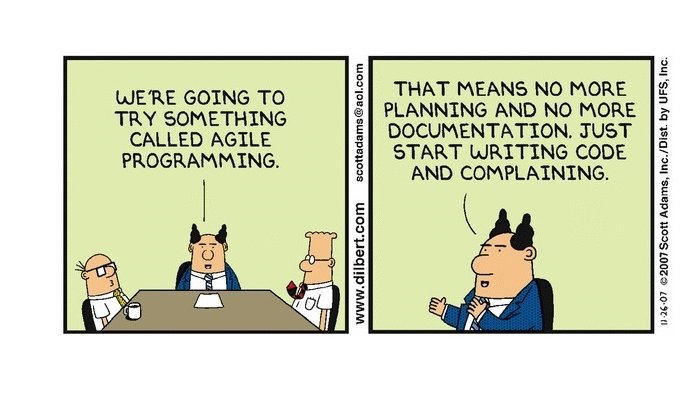 WE'RE GOING TO
TRY SOMETHING
CALLED AGILE
PROGRAMMING.
www.dilbert.com scottadams@aol.com
THAT MEANS NO MORE
PLANNING AND NO MORE
DOCUMENTATION. JUST
START WRITING CODE
AND COMPLAINING.
11-26-07 ©2007 Scott Adams, Inc./Dist. by UFS, Inc.